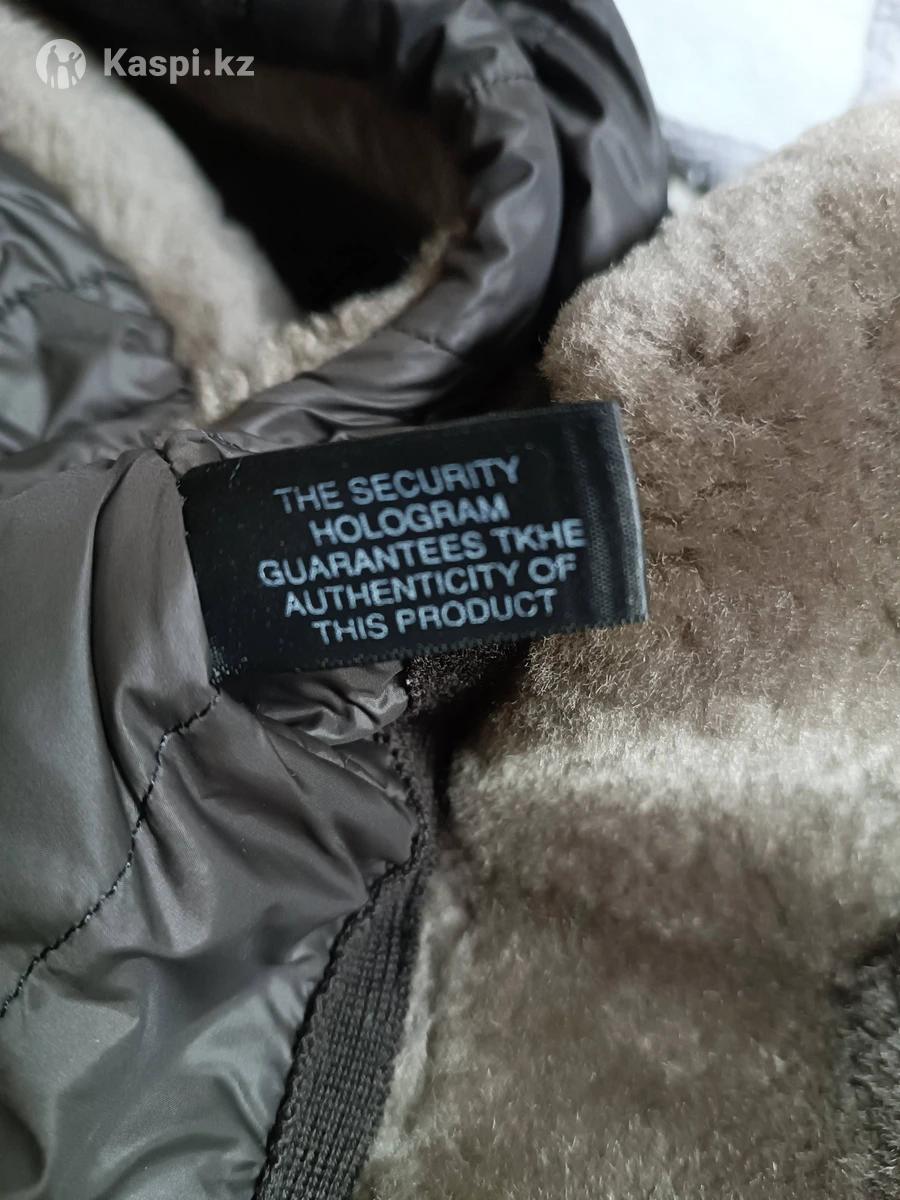 Kaspi.kz
THE SECURITY
HOLOGRAM
GUARANTEES TKHE
AUTHENTICITY OF
THIS PRODUCT